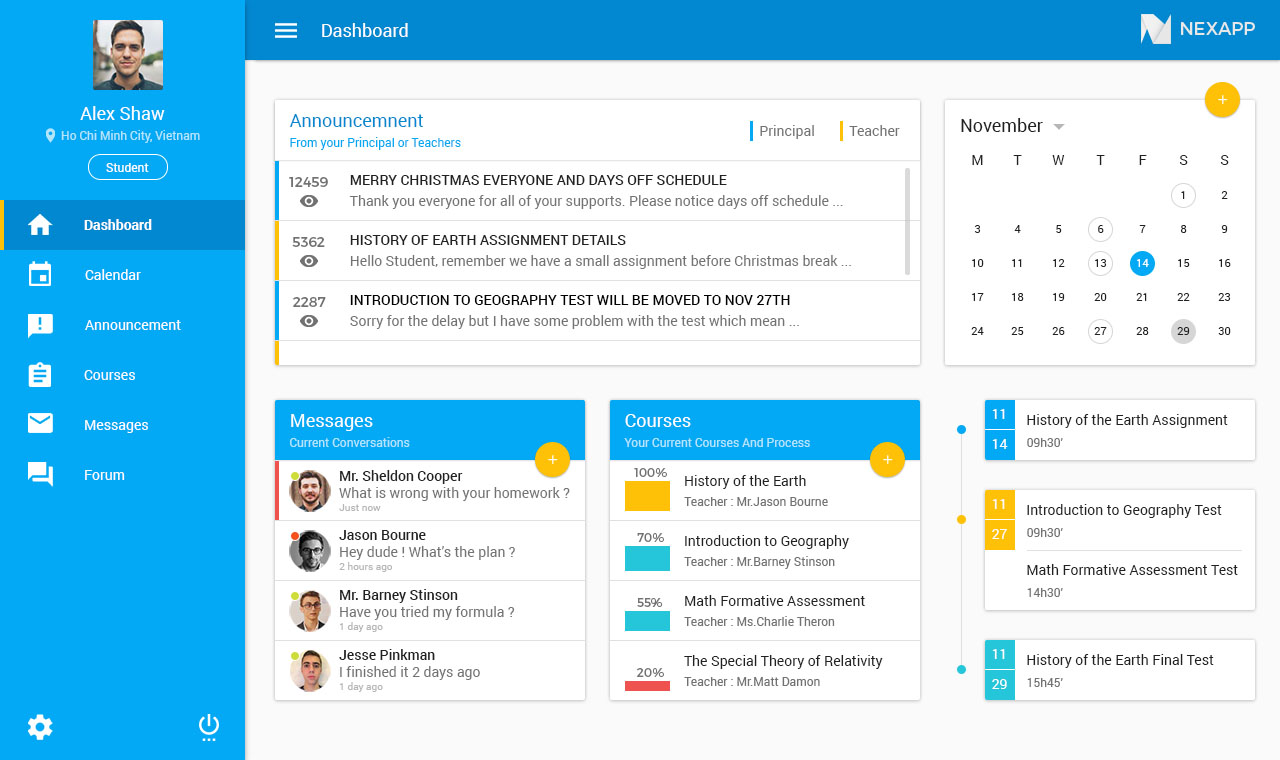 Alex Shaw
Ho Chi Minh City, Vietnam
Student
Dashboard
Calendar
Announcement
Courses
Messages
Forum
Dashboard
NEXAPP
Announcemnent
From your Principal or Teachers
Principal
Teacher
12459
MERRY CHRISTMAS EVERYONE AND DAYS OFF SCHEDULE
Thank you everyone for all of your supports. Please notice days off schedule ...
5362
HISTORY OF EARTH ASSIGNMENT DETAILS
Hello Student, remember we have a small assignment before Christmas break ...
2287
INTRODUCTION TO GEOGRAPHY TEST WILL BE MOVED TO NOV 27TH
Sorry for the delay but I have some problem with the test which mean ...
+
November
M T W T F S S
1 2
3 4 5 6 7 8 9
10 11 12 13 14 15 16
17 18 19 20 21 22 23
24 25 26 27 28 29 30
Messages
Current Conversations
+
Mr. Sheldon Cooper
What is wrong with your homework ?
Just now
Jason Bourne
Hey dude ! What's the plan ?
2 hours ago
Mr. Barney Stinson
Have you tried my formula ?
1 day ago
Jesse Pinkman
I finished it 2 days ago
1 day ago
Courses
Your Current Courses And Process
+
100%
History of the Earth
Teacher : Mr.Jason Bourne
70%
Introduction to Geography
Teacher : Mr.Barney Stinson
55%
Math Formative Assessment
Teacher : Ms.Charlie Theron
20%
The Special Theory of Relativity
Teacher : Mr.Matt Damon
11
14
History of the Earth Assignment
09h30'
11
27
Introduction to Geography Test
09h30'
Math Formative Assessment Test
14h30'
11
29
History of the Earth Final Test
15h45'